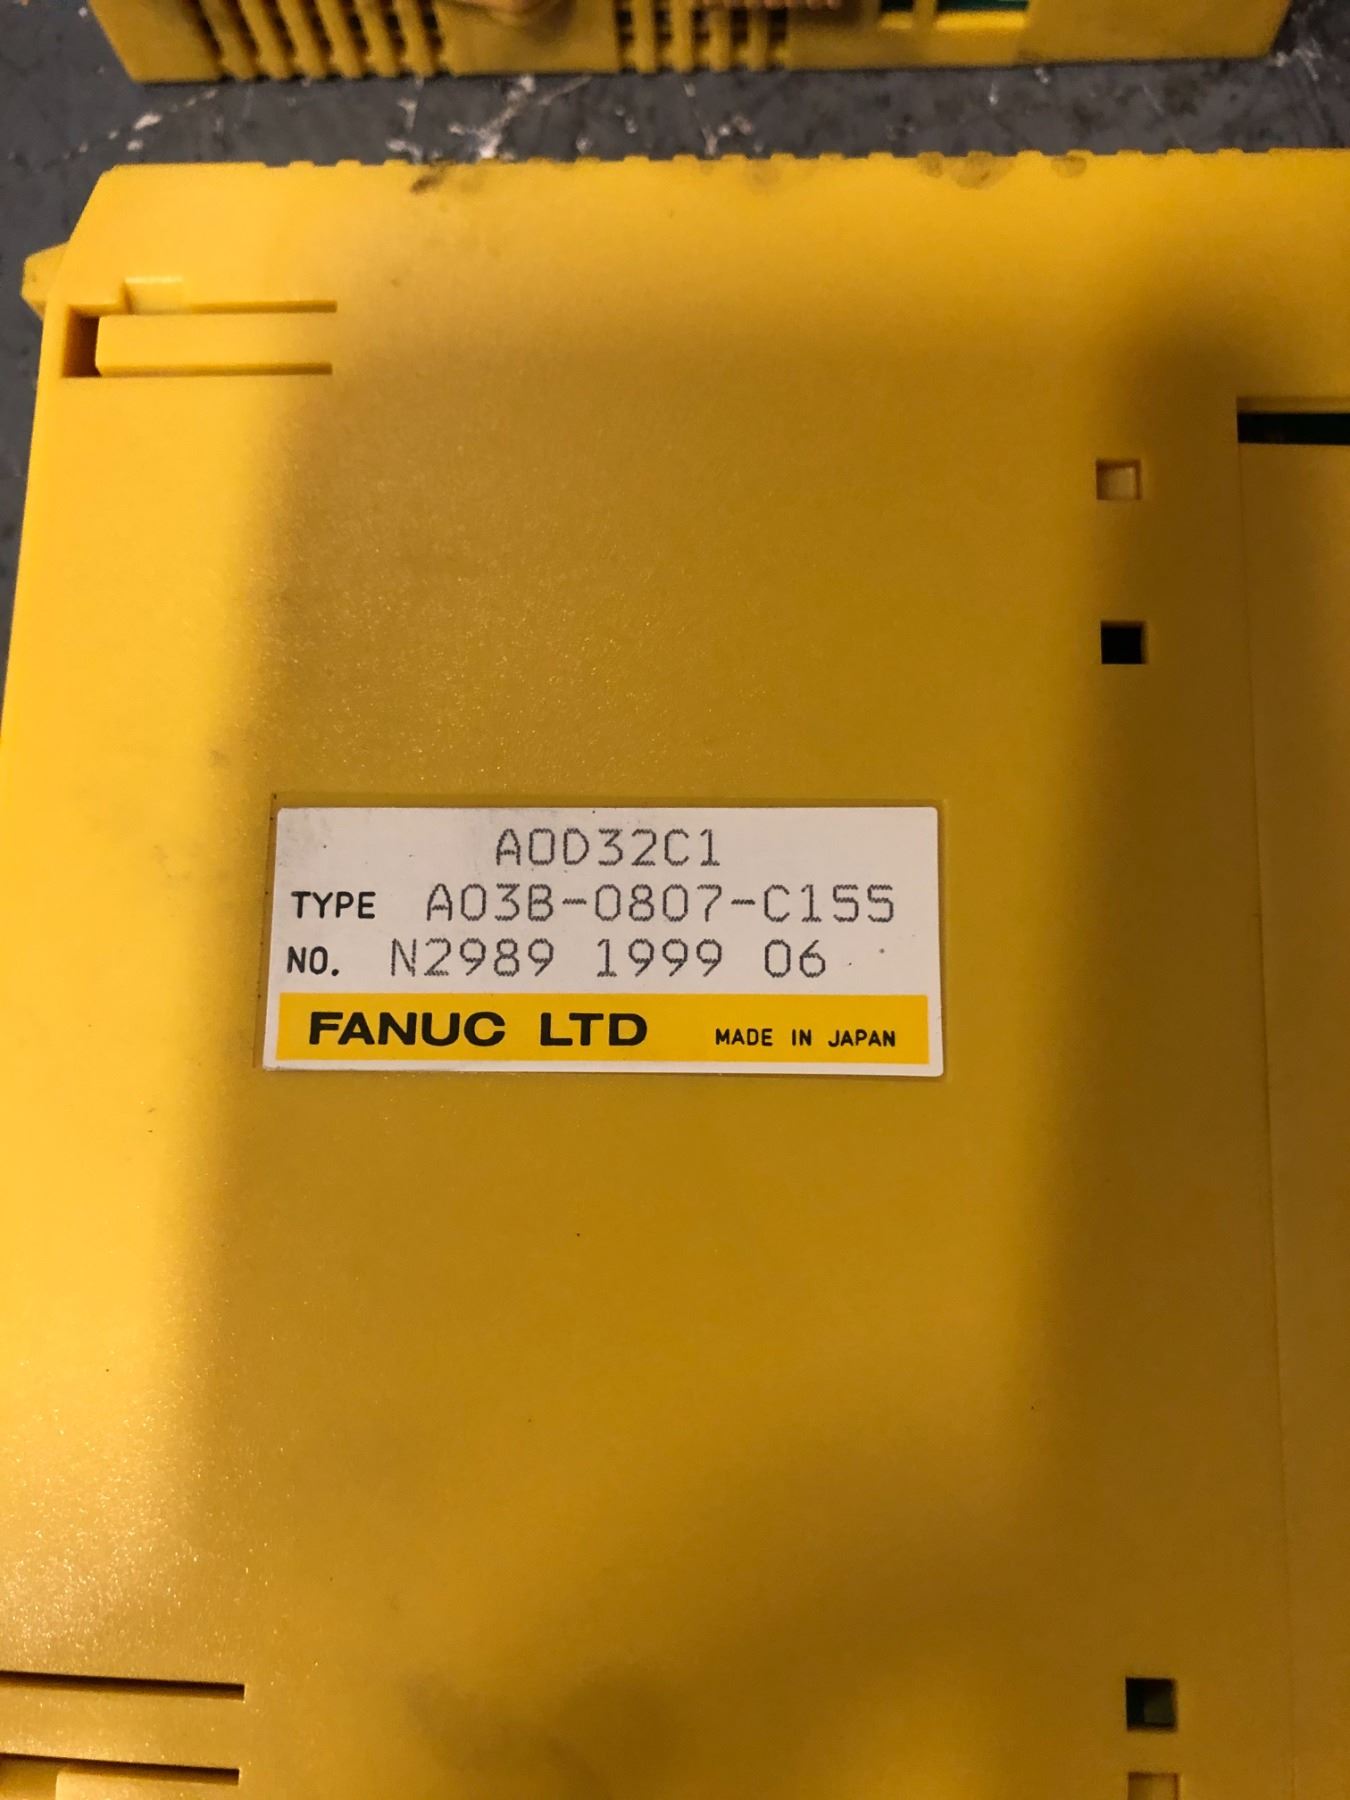 AOD32C1
TYPE A03B-0807-C155
NO. N2989 1999 06
FANUC LTD MADE IN JAPAN